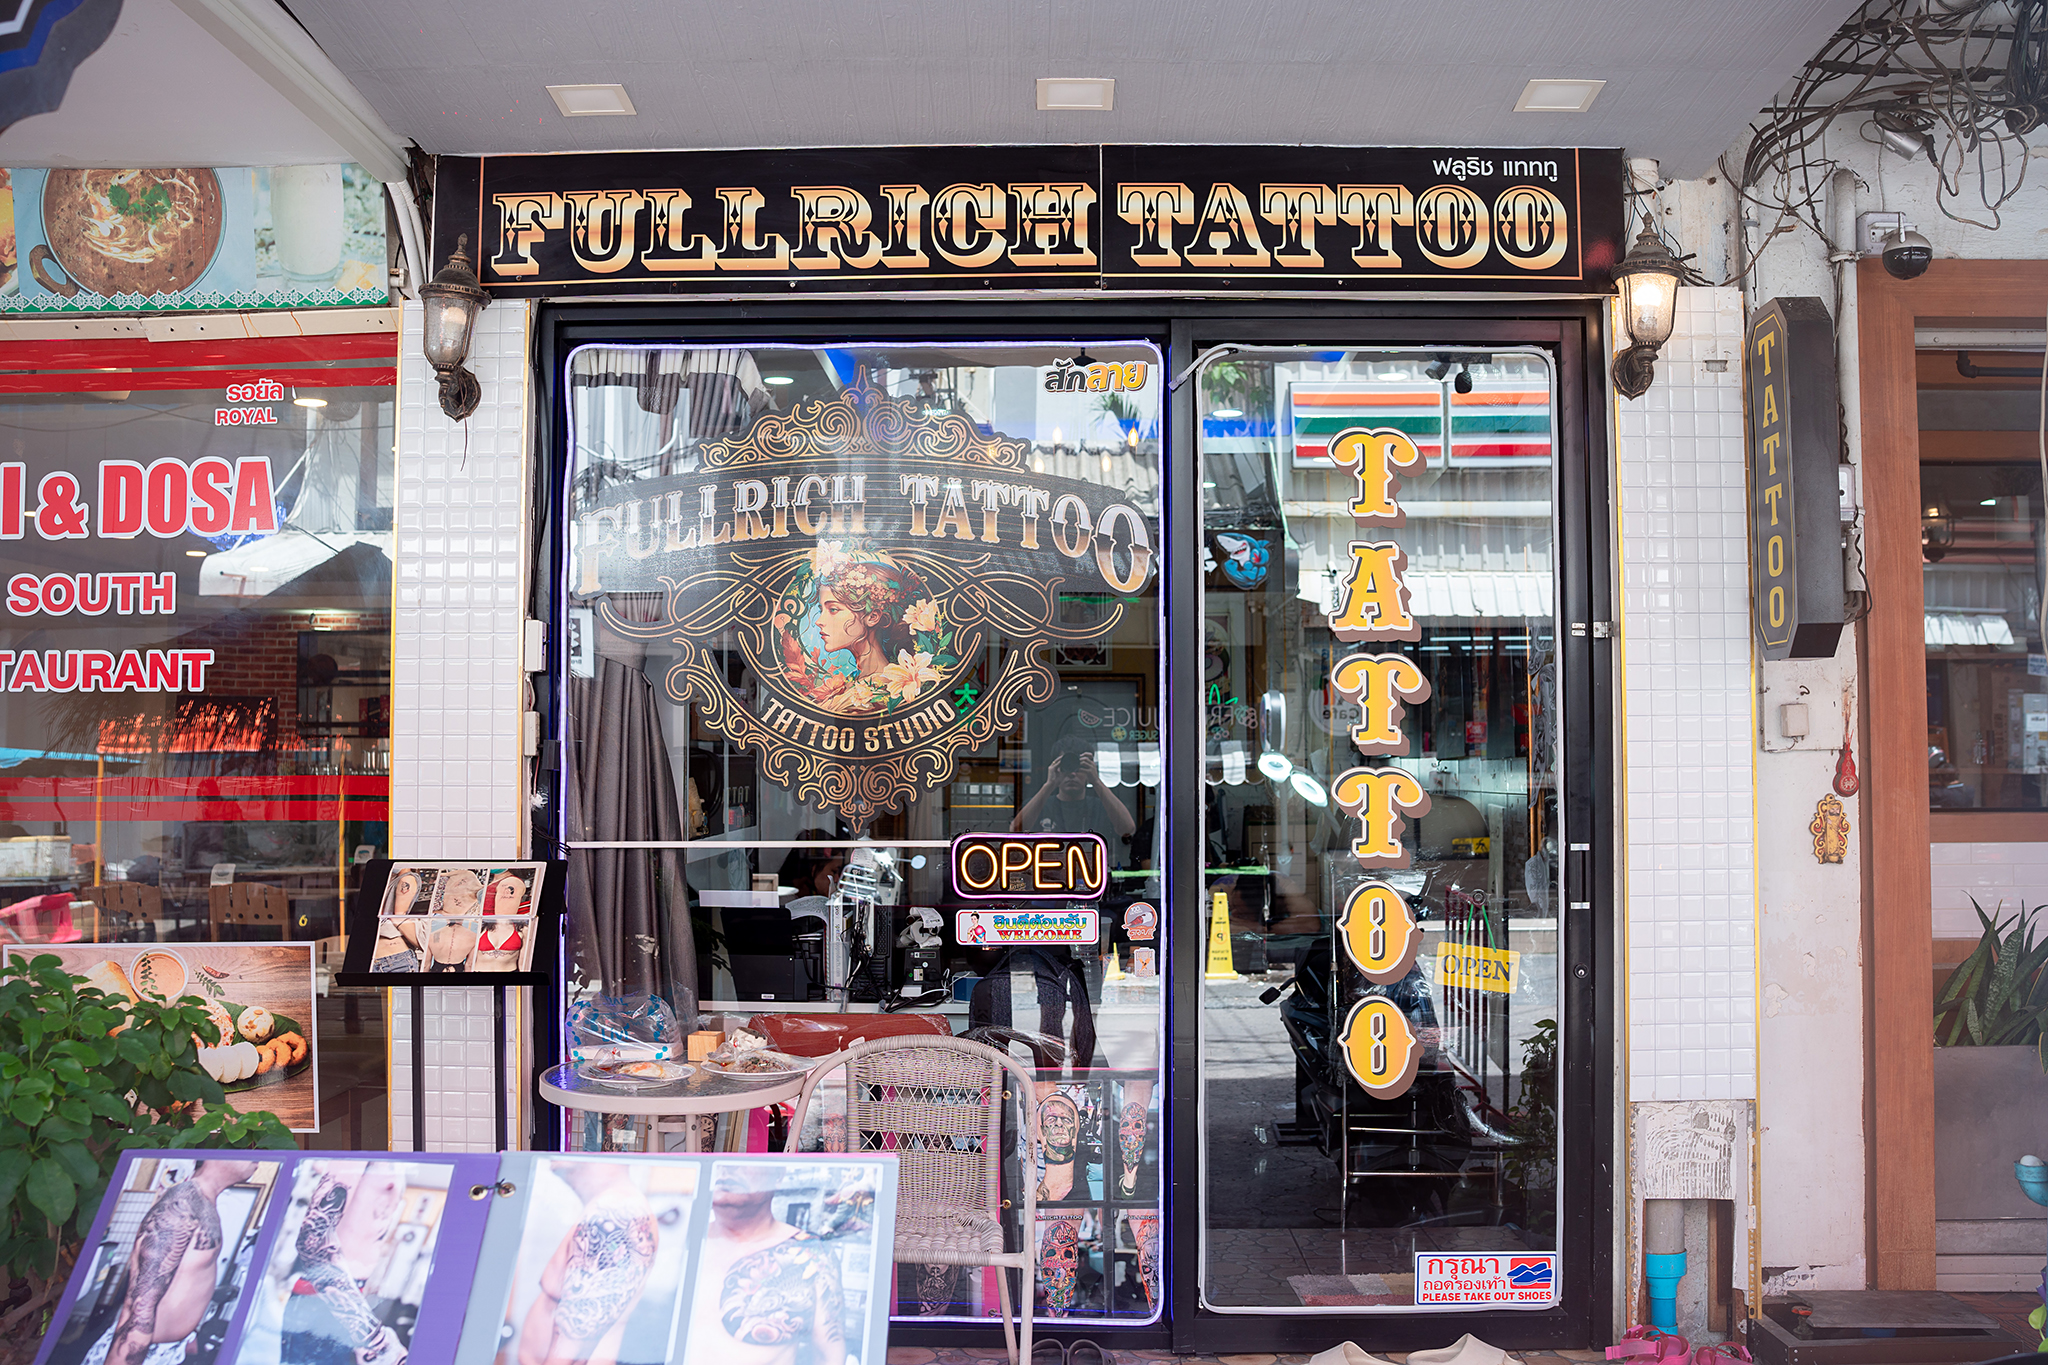 ฟลูริช แทททู
FULLRICH TATTOO
รอยัล
ROYAL
I & DOSA
SOUTH
TAURANT
6
สักลาย
FULLRICH TATTOO
TATTOO STUDIO
TATTOO
TATTOO
JUICE
OPEN
ยินดีต้อนรับ
WELCOME
OPEN
กรุณา
ถอดรองเท้า
PLEASE TAKE OUT SHOES